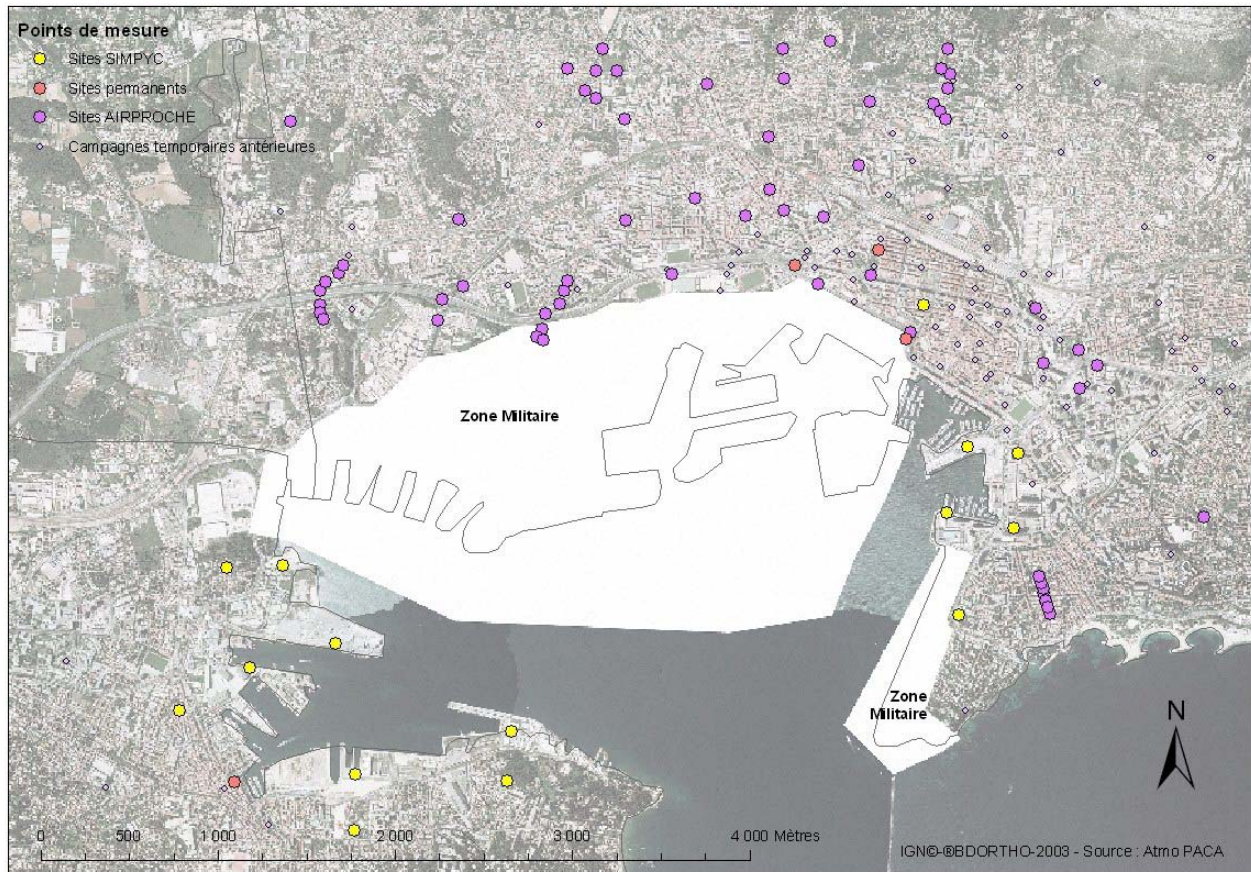 Points de mesure
Sites SIMPYC
Sites permanents
Sites AIRPROCHE
Campagnes temporaires antérieures
Zone Militaire
Zone
Militaire
N
0 500 1 000 2 000 3 000 4 000 Mètres
IGN©-®BDORTHO-2003 - Source : Atmo PACA